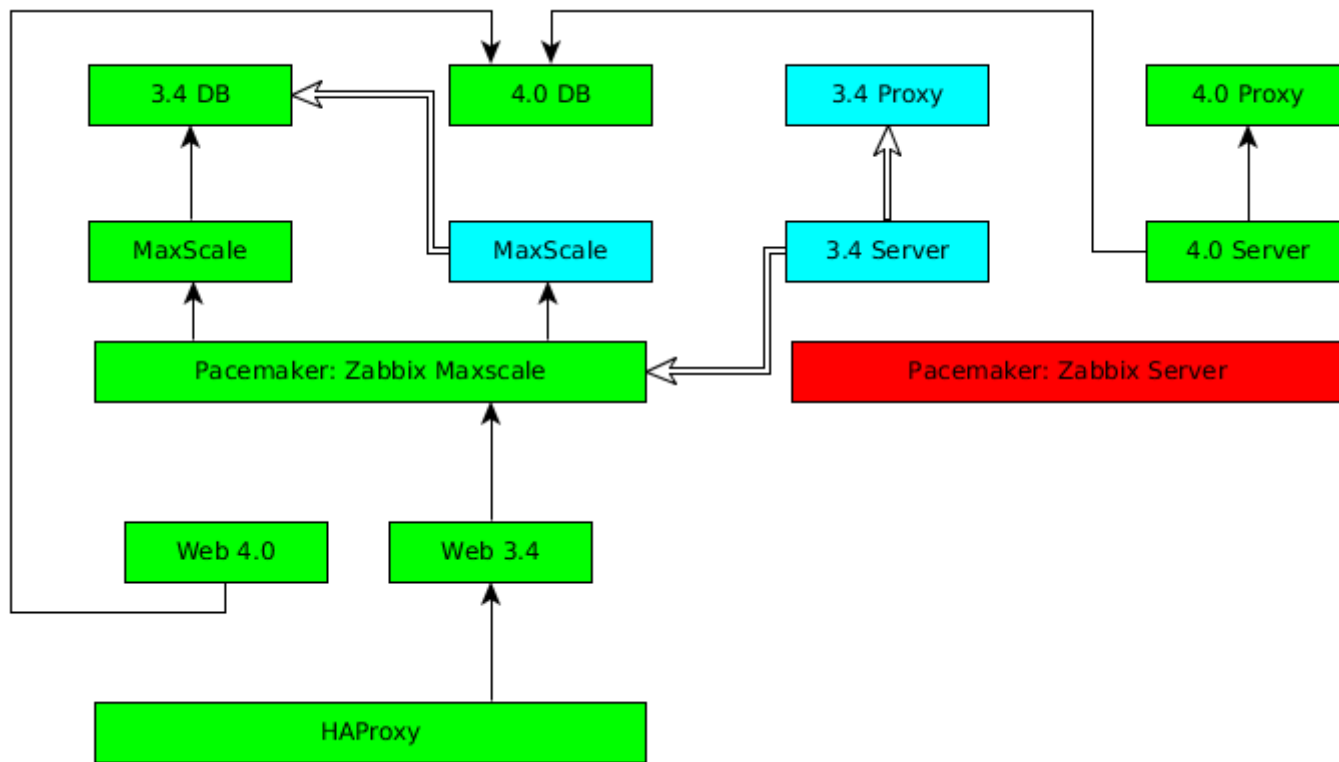 3.4 DB
4.0 DB
3.4 Proxy
4.0 Proxy
MaxScale
MaxScale
3.4 Server
4.0 Server
Pacemaker: Zabbix Maxscale
Pacemaker: Zabbix Server
Web 4.0
Web 3.4
HAProxy